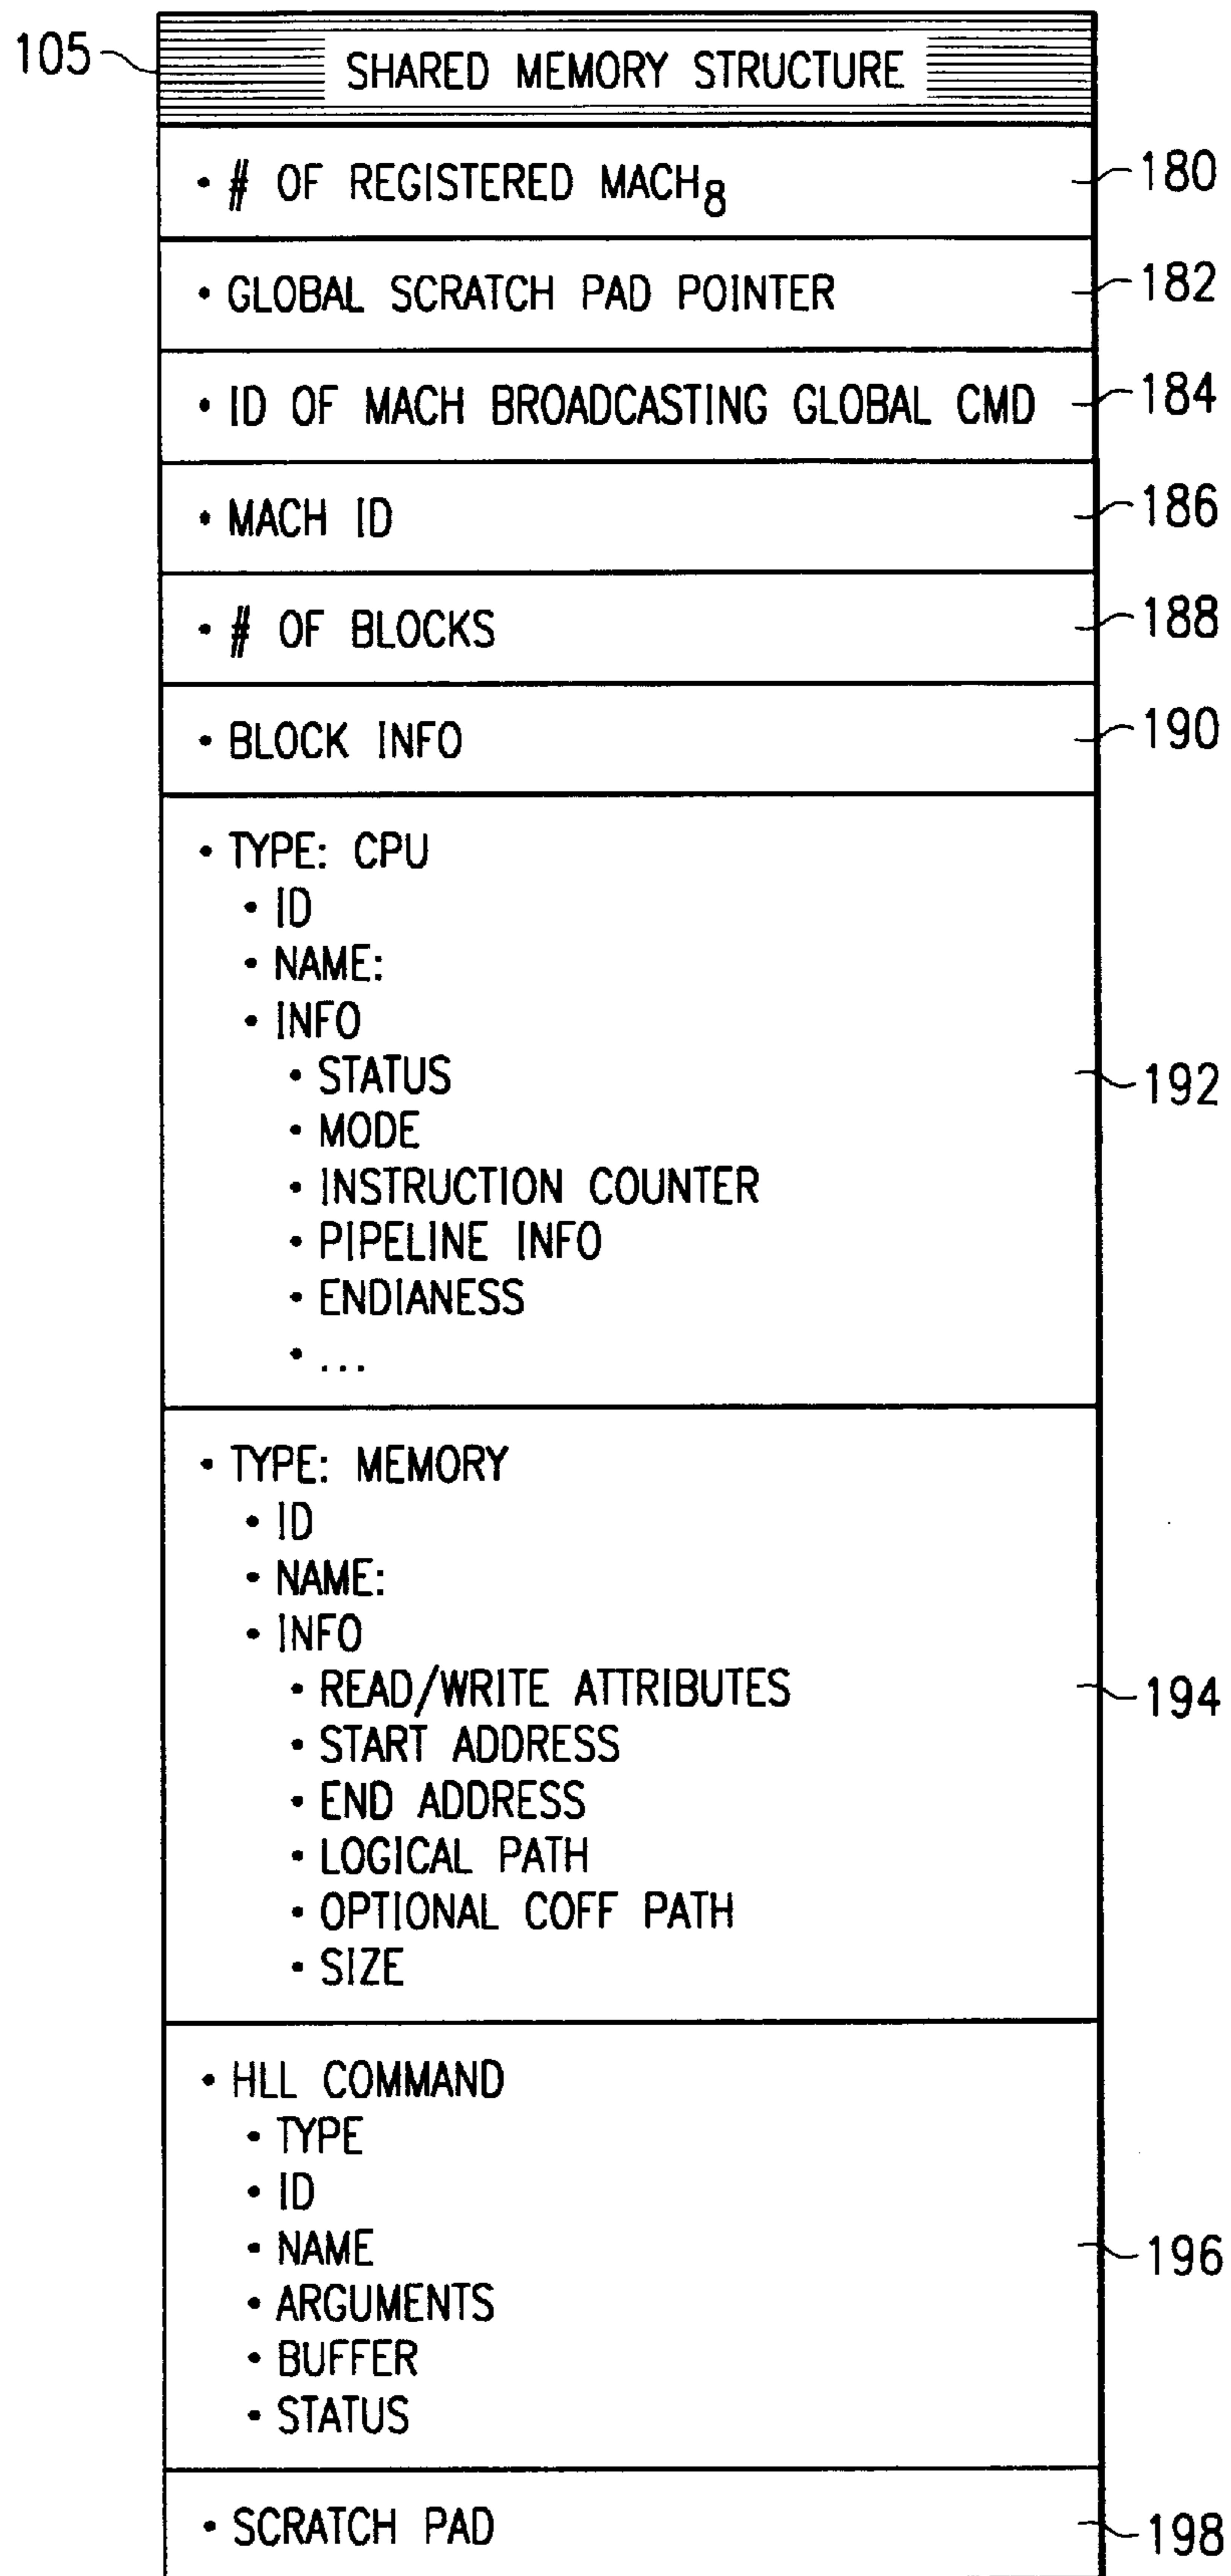 105 SHARED MEMORY STRUCTURE
• # OF REGISTERED MACH8 180
• GLOBAL SCRATCH PAD POINTER 182
• ID OF MACH BROADCASTING GLOBAL CMD 184
• MACH ID 186
• # OF BLOCKS 188
• BLOCK INFO 190
• TYPE: CPU
• ID
• NAME:
• INFO
• STATUS 192
• MODE
• INSTRUCTION COUNTER
• PIPELINE INFO
• ENDIANESS
• ...
• TYPE: MEMORY
• ID
• NAME:
• INFO
• READ/WRITE ATTRIBUTES 194
• START ADDRESS
• END ADDRESS
• LOGICAL PATH
• OPTIONAL COFF PATH
• SIZE
• HLL COMMAND
• TYPE
• ID
• NAME 196
• ARGUMENTS
• BUFFER
• STATUS
• SCRATCH PAD 198